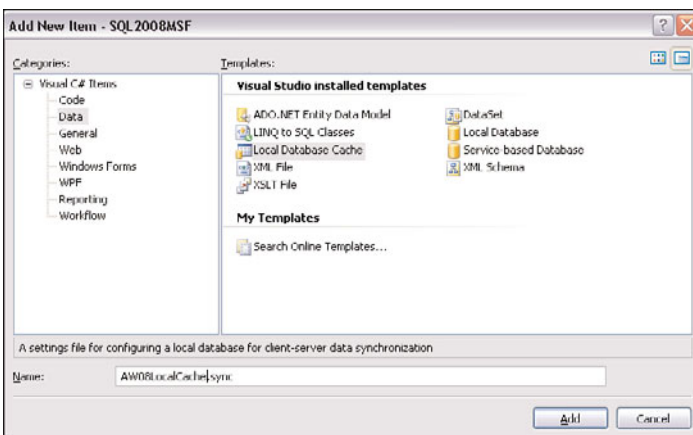 Add New Item - SQL2008MSF
Categories:
Visual C# Items
Code
Data
General
Web
Windows Forms
WPF
Reporting
Workflow
Templates:
Visual Studio installed templates
ADO.NET Entity Data Model
LINQ to SQL Classes
Local Database Cache
XML File
XSLT File
DataSet
Local Database
Service-based Database
XML Schema
My Templates
Search Online Templates...
A settings file for configuring a local database for client-server data synchronization
Name:
AW08LocalCache.sync
Add
Cancel